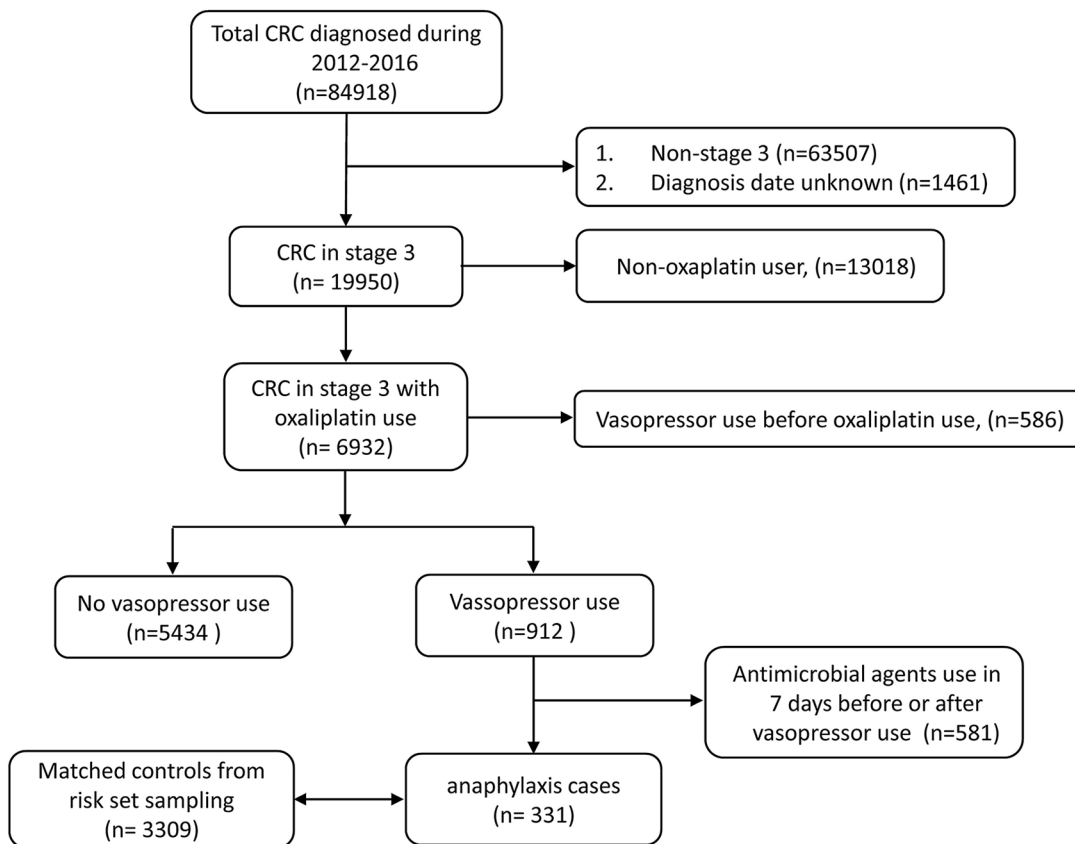 Total CRC diagnosed during
2012-2016
(n=84918)
1. Non-stage 3 (n=63507)
2. Diagnosis date unknown (n=1461)
CRC in stage 3
(n= 19950)
Non-oxaplatin user, (n=13018)
CRC in stage 3 with
oxaliplatin use
(n= 6932)
Vasopressor use before oxaliplatin use, (n=586)
No vasopressor use
(n=5434 )
Vassopressor use
(n=912 )
Antimicrobial agents use in
7 days before or after
vasopressor use (n=581)
Matched controls from
risk set sampling
(n= 3309)
anaphylaxis cases
(n= 331)